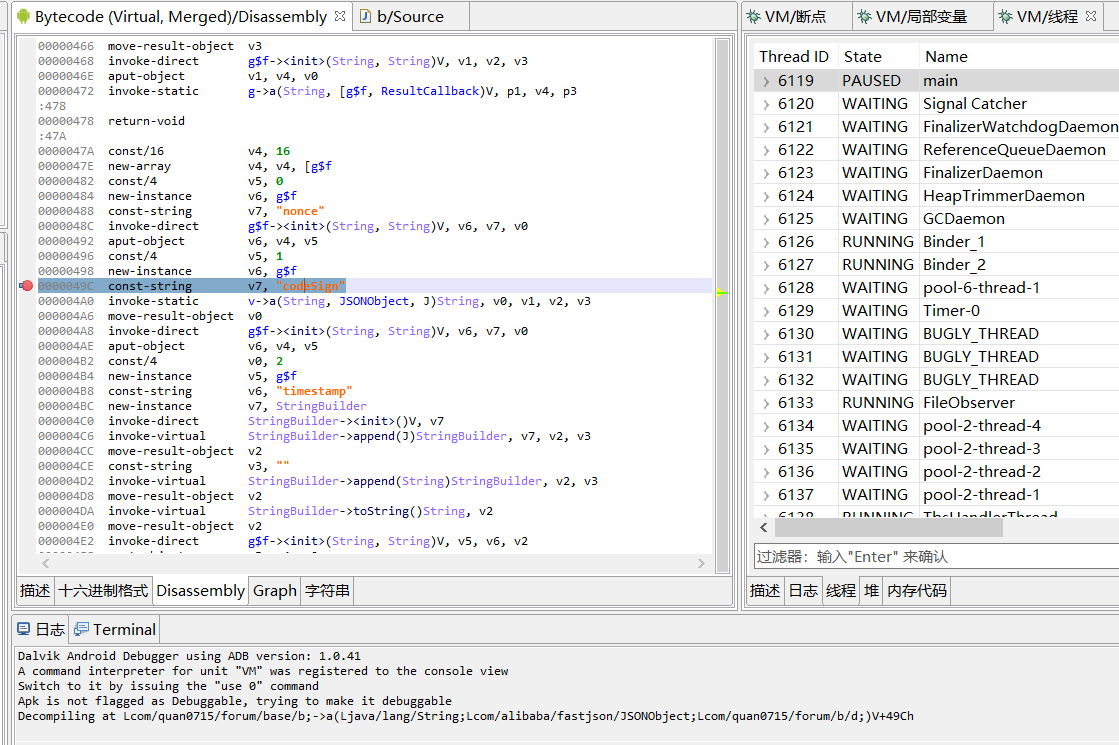 Bytecode (Virtual, Merged)/Disassembly
b/Source
00000466 move-result-object v3
00000468 invoke-direct g$f-><init>(String, String)V, v1, v2, v3
0000046E aput-object v1, v4, v0
00000472 invoke-static g->a(String, [g$f, ResultCallback)V, p1, v4, p3
:478
00000478 return-void
:47A
0000047A const/16 v4, 16
0000047E new-array v4, v4, [g$f
00000482 const/4 v5, 0
00000484 new-instance v6, g$f
00000488 const-string v7, "nonce"
0000048C invoke-direct g$f-><init>(String, String)V, v6, v7, v0
00000492 aput-object v6, v4, v5
00000496 const/4 v5, 1
00000498 new-instance v6, g$f
0000049C const-string v7, "codeSign"
000004A0 invoke-static v->a(String, JSONObject, J)String, v0, v1, v2, v3
000004A6 move-result-object v0
000004A8 invoke-direct g$f-><init>(String, String)V, v6, v7, v0
000004AE aput-object v6, v4, v5
000004B2 const/4 v0, 2
000004B4 new-instance v5, g$f
000004B8 const-string v6, "timestamp"
000004BC new-instance v7, StringBuilder
000004C0 invoke-direct StringBuilder-><init>()V, v7
000004C6 invoke-virtual StringBuilder->append(J)StringBuilder, v7, v2, v3
000004CC move-result-object v2
000004CE const-string v3, ""
000004D2 invoke-virtual StringBuilder->append(String)StringBuilder, v2, v3
000004D8 move-result-object v2
000004DA invoke-virtual StringBuilder->toString()String, v2
000004E0 move-result-object v2
000004E2 invoke-direct g$f-><init>(String, String)V, v5, v6, v2
描述 十六进制格式 Disassembly Graph 字符串
VM/断点 VM/局部变量 VM/线程
Thread ID State Name
6119 PAUSED main
6120 WAITING Signal Catcher
6121 WAITING FinalizerWatchdogDaemon
6122 WAITING ReferenceQueueDaemon
6123 WAITING FinalizerDaemon
6124 WAITING HeapTrimmerDaemon
6125 WAITING GCDaemon
6126 RUNNING Binder_1
6127 RUNNING Binder_2
6128 WAITING pool-6-thread-1
6129 WAITING Timer-0
6130 WAITING BUGLY_THREAD
6131 WAITING BUGLY_THREAD
6132 WAITING BUGLY_THREAD
6133 RUNNING FileObserver
6134 WAITING pool-2-thread-4
6135 WAITING pool-2-thread-3
6136 WAITING pool-2-thread-2
6137 WAITING pool-2-thread-1
6138 RUNNING TbsHandlerThread
过滤器：输入"Enter" 来确认
描述 日志 线程 堆 内存代码
日志 Terminal
Dalvik Android Debugger using ADB version: 1.0.41
A command interpreter for unit "VM" was registered to the console view
Switch to it by issuing the "use 0" command
Apk is not flagged as Debuggable, trying to make it debuggable
Decompiling at Lcom/quan0715/forum/base/b;->a(Ljava/lang/String;Lcom/alibaba/fastjson/JSONObject;Lcom/quan0715/forum/b/d;)V+49Ch